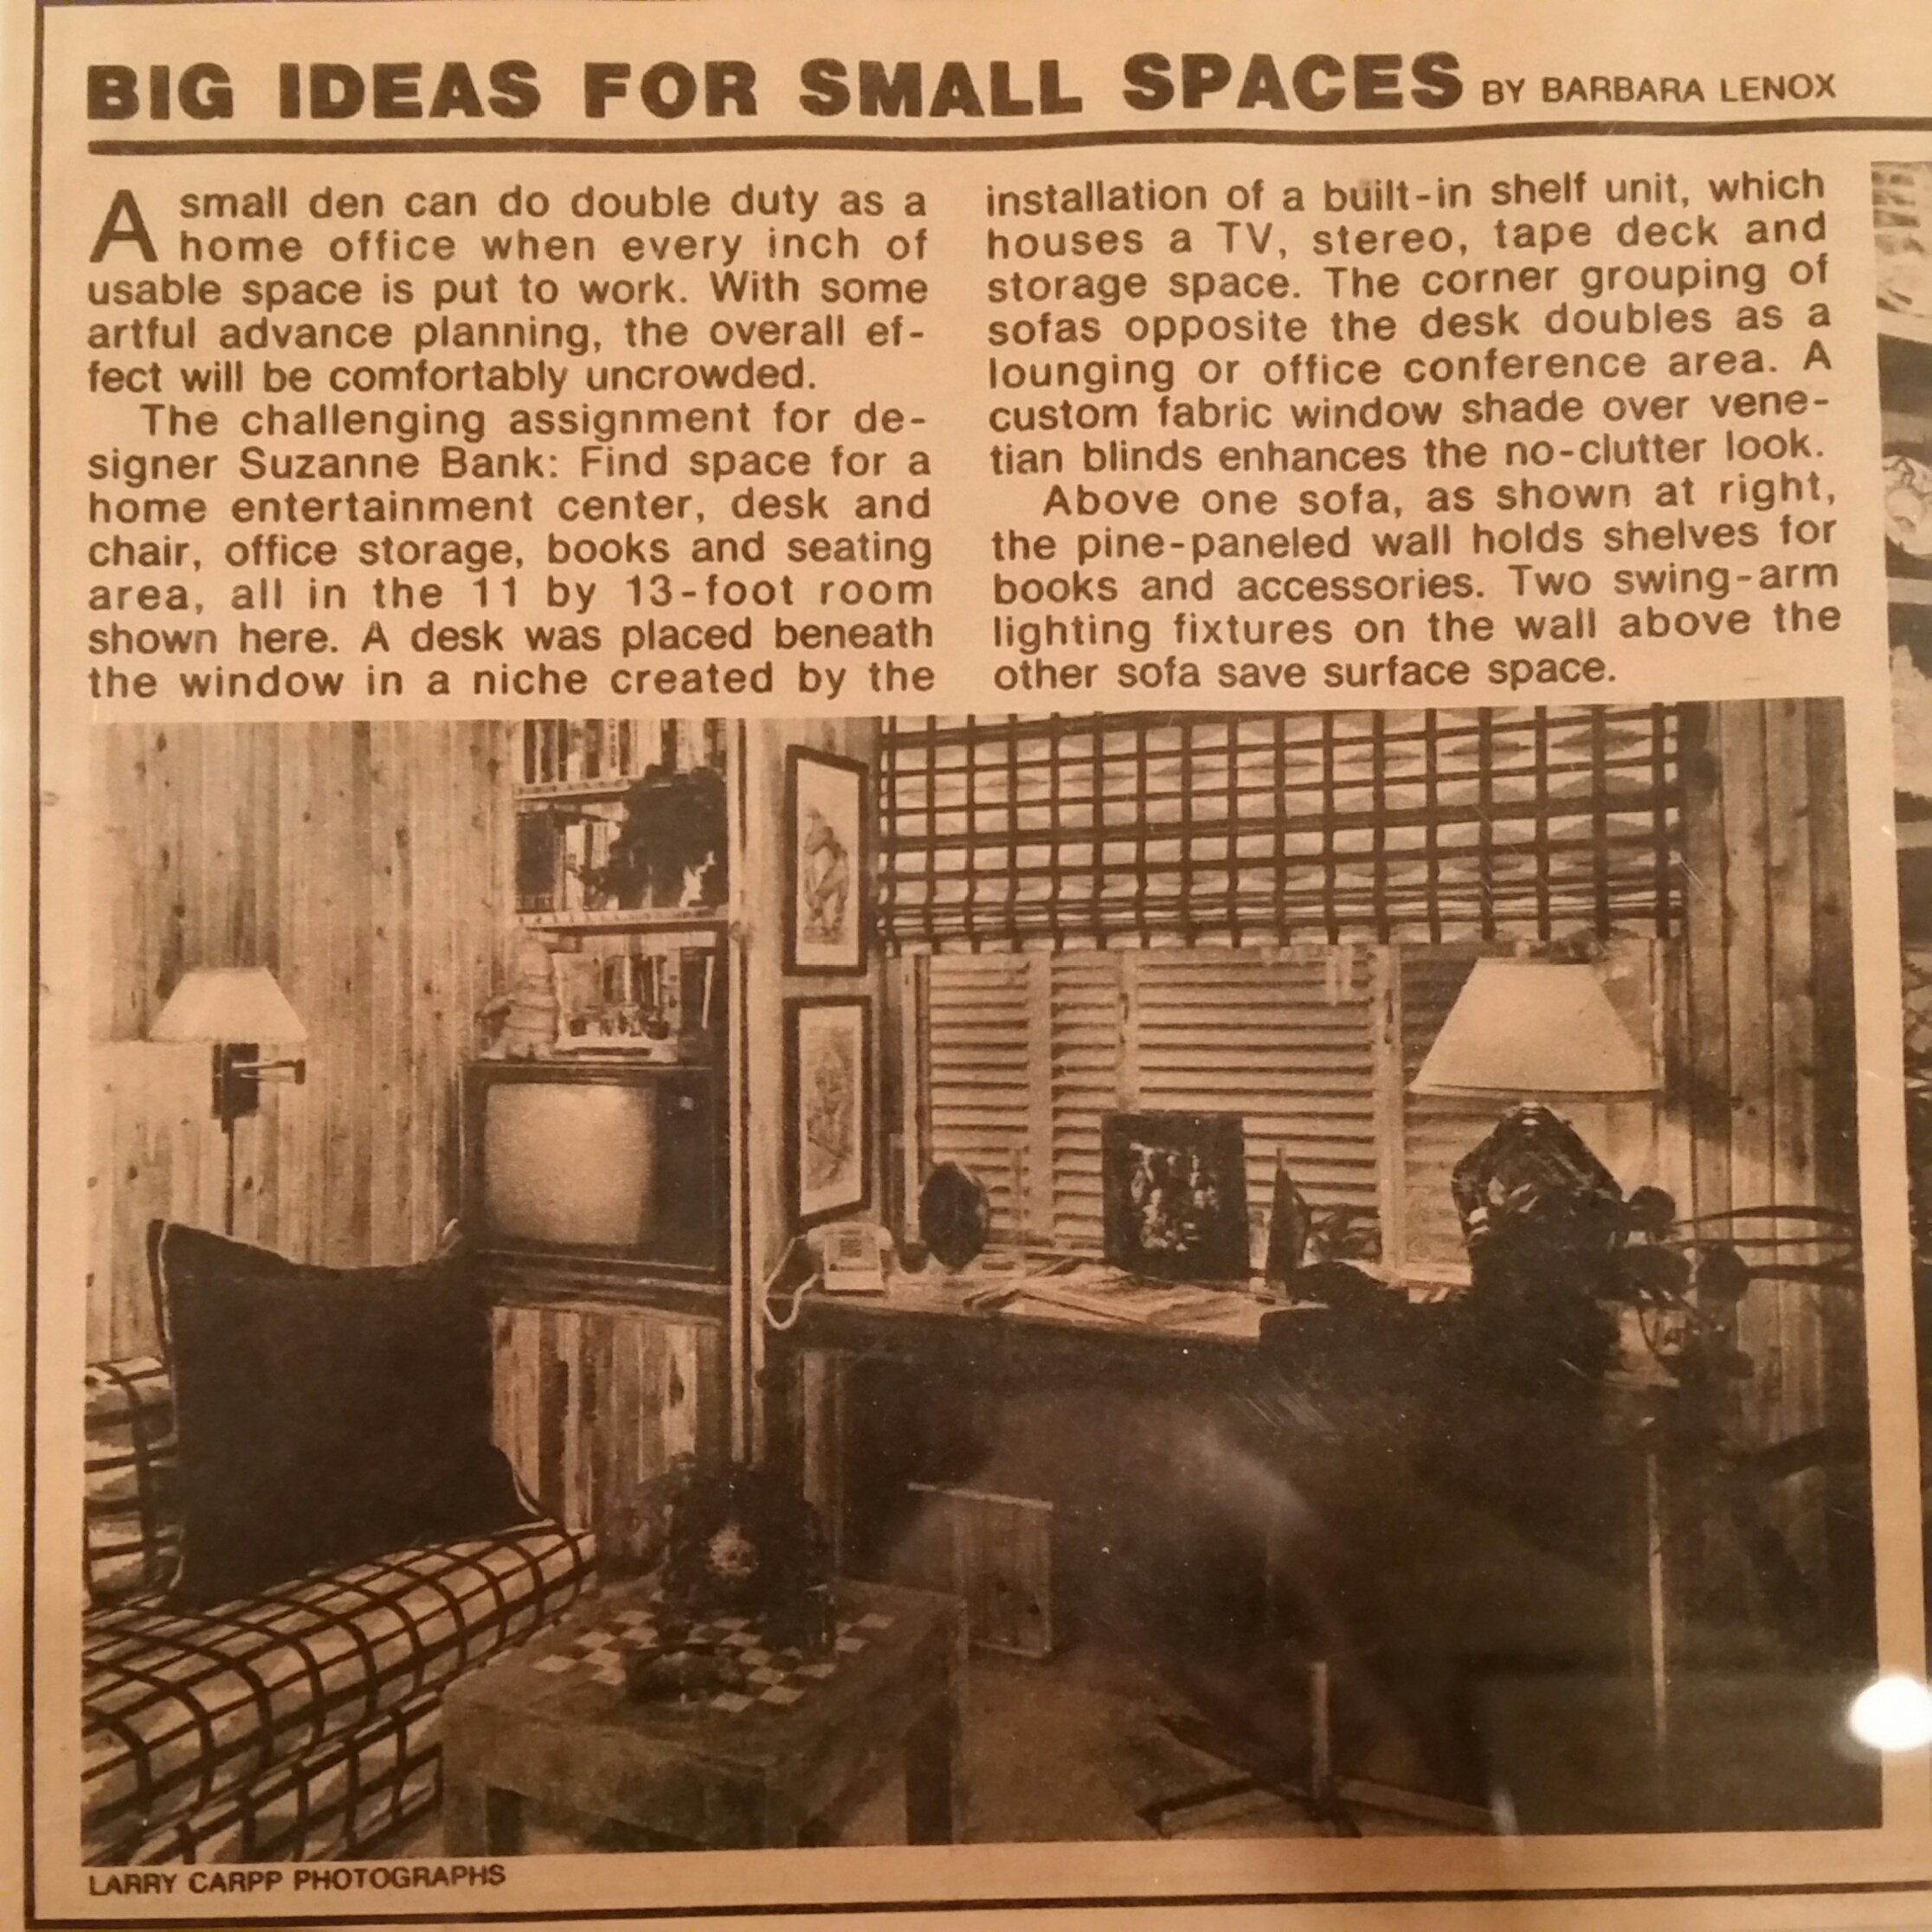 BIG IDEAS FOR SMALL SPACES BY BARBARA LENOX
A small den can do double duty as a
home office when every inch of
usable space is put to work. With some
artful advance planning, the overall ef-
fect will be comfortably uncrowded.
The challenging assignment for de-
signer Suzanne Bank: Find space for a
home entertainment center, desk and
chair, office storage, books and seating
area, all in the 11 by 13-foot room
shown here. A desk was placed beneath
the window in a niche created by the
installation of a built-in shelf unit, which
houses a TV, stereo, tape deck and
storage space. The corner grouping of
sofas opposite the desk doubles as a
lounging or office conference area. A
custom fabric window shade over vene-
tian blinds enhances the no-clutter look.
Above one sofa, as shown at right,
the pine-paneled wall holds shelves for
books and accessories. Two swing-arm
lighting fixtures on the wall above the
other sofa save surface space.
LARRY CARPP PHOTOGRAPHS